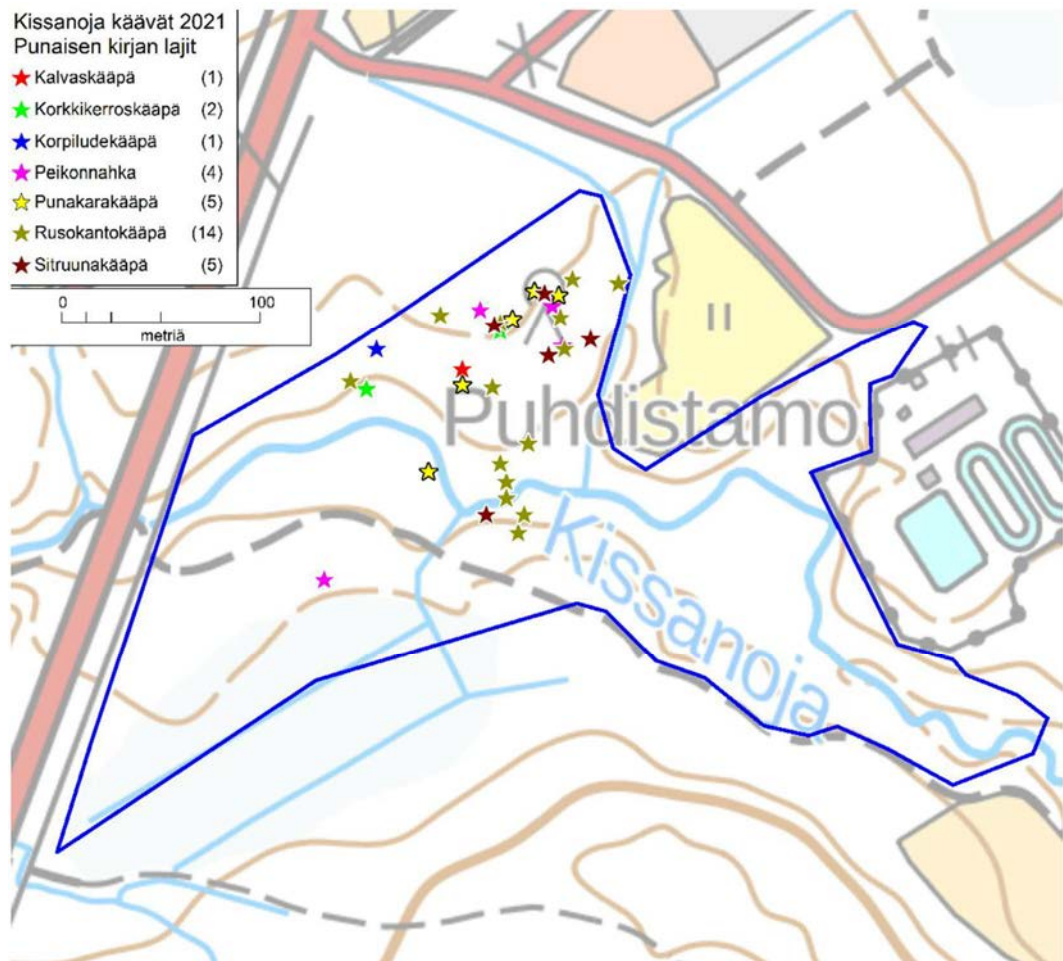 Kissanoja käävät 2021
Punaisen kirjan lajit
Kalvaskääpä (1)
Korkkikerroskääpä (2)
Korpiludekääpä (1)
Peikonnahka (4)
Punakarakääpä (5)
Rusokantokääpä (14)
Sitruunakääpä (5)
0 100
metriä
Puhdistamo
Kissanoja